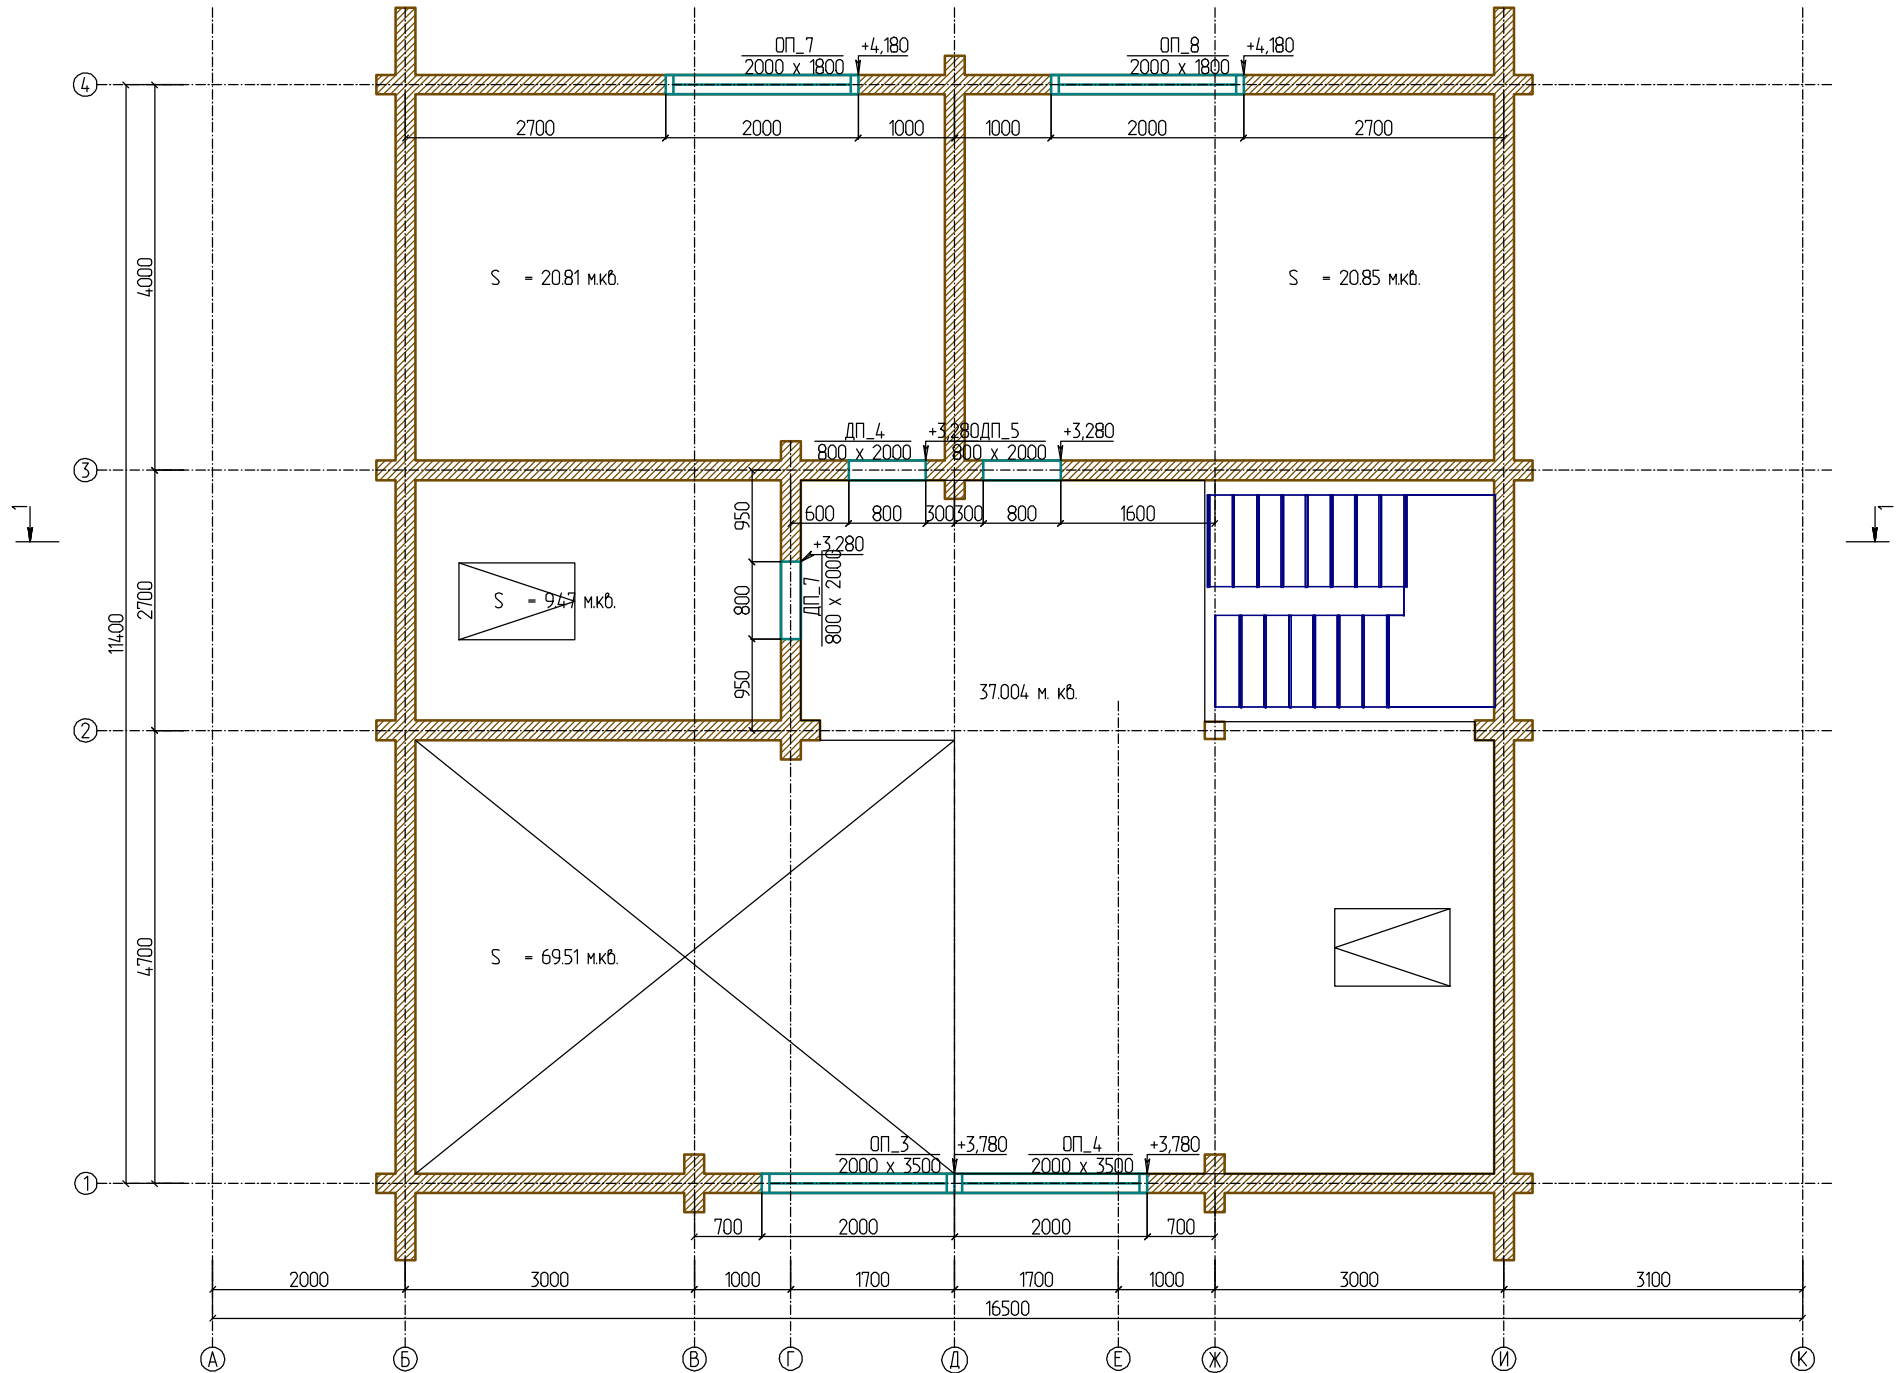 ОП_7
+4,180
2000 x 1800
ОП_8
+4,180
2000 x 1800
4
2700
2000
1000
1000
2000
2700
4000
S = 20.81 м.кв.
S = 20.85 м.кв.
ДП_4
+3,280
800 x 2000
ДП_5
+3,280
800 x 2000
3
1
1
950
600
800
300
300
800
1600
+3,280
ДП_7
800 x 2000
800
2700
11400
S = 9.47 м.кв.
950
37.004 м. кв.
2
4700
S = 69.51 м.кв.
ОП_3
+3,780
2000 x 3500
ОП_4
+3,780
2000 x 3500
1
700
2000
2000
700
2000
3000
1000
1700
1700
1000
3000
3100
16500
А
Б
В
Г
Д
Е
Ж
И
К